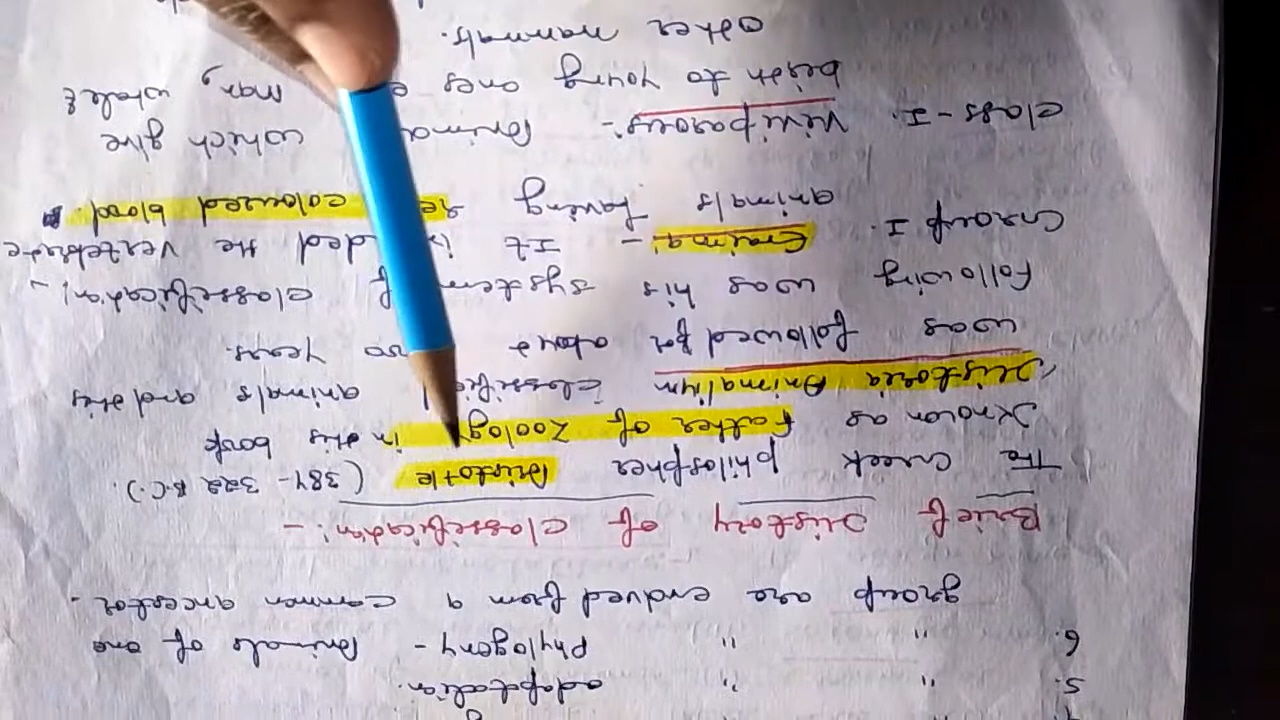 5. " " adaptation.
6. " " Phylogony - Animals of one
group are evolved from a common ancestor.
Brief History of Classification:-
The Greek philospher Aristotle (384-322 B.C.).
Known as Father of Zoology in His book
Historia Animalium classified animals and this
was followed for about years.
Following was his system of classification:-
Group I. Enaima:- It included the vertebrate
animals having red coloured blood.
Class-I. Viviparous:- Animals which give
birth to young ones e man, whale &
other mammals.